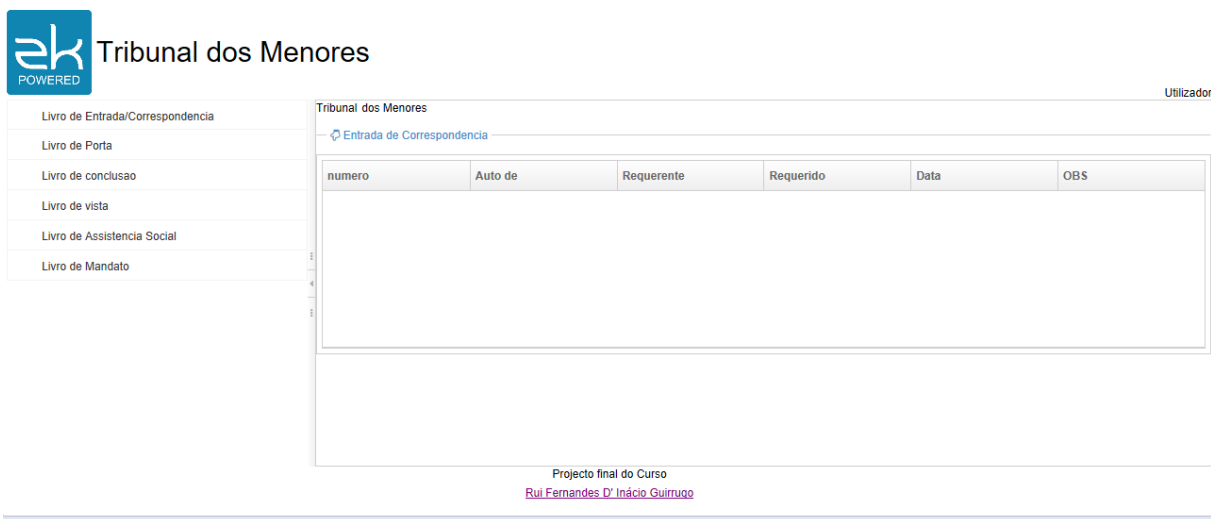 zk
POWERED
Tribunal dos Menores
Utilizador
Livro de Entrada/Correspondencia
Livro de Porta
Livro de conclusao
Livro de vista
Livro de Assistencia Social
Livro de Mandato
Tribunal dos Menores
Entrada de Correspondencia
numero Auto de Requerente Requerido Data OBS
Projecto final do Curso
Rui Fernandes D' Inácio Guirrugo